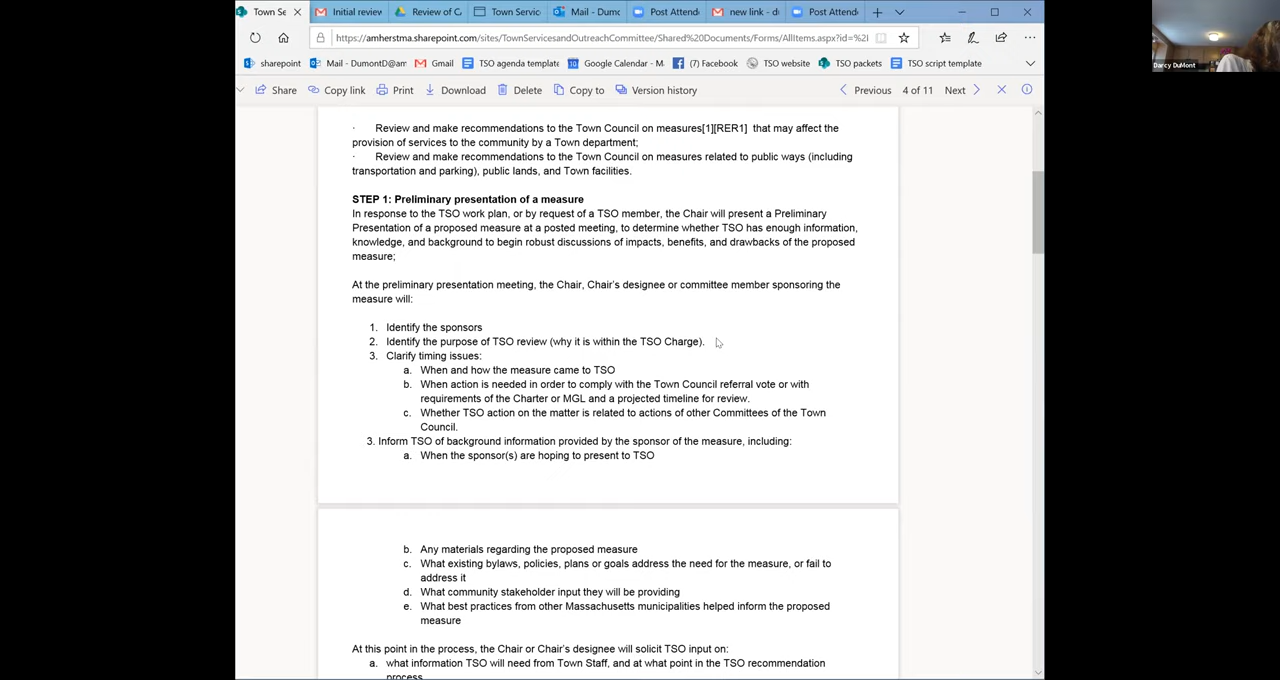 Town Se
Initial review
Review of C
Town Servic
Mail - Dumo
Post Attend
new link - d
Post Attend
https://amherstma.sharepoint.com/sites/TownServicesandOutreachCommittee/Shared%20Documents/Forms/AllItems.aspx?id=%2
sharepoint
Mail - DumontD@am
Gmail
TSO agenda template
Google Calendar - M
(7) Facebook
TSO website
TSO packets
TSO script template
Share
Copy link
Print
Download
Delete
Copy to
Version history
Previous
4 of 11
Next
Darcy DuMont
· Review and make recommendations to the Town Council on measures[1][RER1] that may affect the
provision of services to the community by a Town department;
· Review and make recommendations to the Town Council on measures related to public ways (including
transportation and parking), public lands, and Town facilities.
STEP 1: Preliminary presentation of a measure
In response to the TSO work plan, or by request of a TSO member, the Chair will present a Preliminary
Presentation of a proposed measure at a posted meeting, to determine whether TSO has enough information,
knowledge, and background to begin robust discussions of impacts, benefits, and drawbacks of the proposed
measure;
At the preliminary presentation meeting, the Chair, Chair's designee or committee member sponsoring the
measure will:
1. Identify the sponsors
2. Identify the purpose of TSO review (why it is within the TSO Charge).
3. Clarify timing issues:
a. When and how the measure came to TSO
b. When action is needed in order to comply with the Town Council referral vote or with
requirements of the Charter or MGL and a projected timeline for review.
c. Whether TSO action on the matter is related to actions of other Committees of the Town
Council.
3. Inform TSO of background information provided by the sponsor of the measure, including:
a. When the sponsor(s) are hoping to present to TSO
b. Any materials regarding the proposed measure
c. What existing bylaws, policies, plans or goals address the need for the measure, or fail to
address it
d. What community stakeholder input they will be providing
e. What best practices from other Massachusetts municipalities helped inform the proposed
measure
At this point in the process, the Chair or Chair's designee will solicit TSO input on:
a. what information TSO will need from Town Staff, and at what point in the TSO recommendation
process